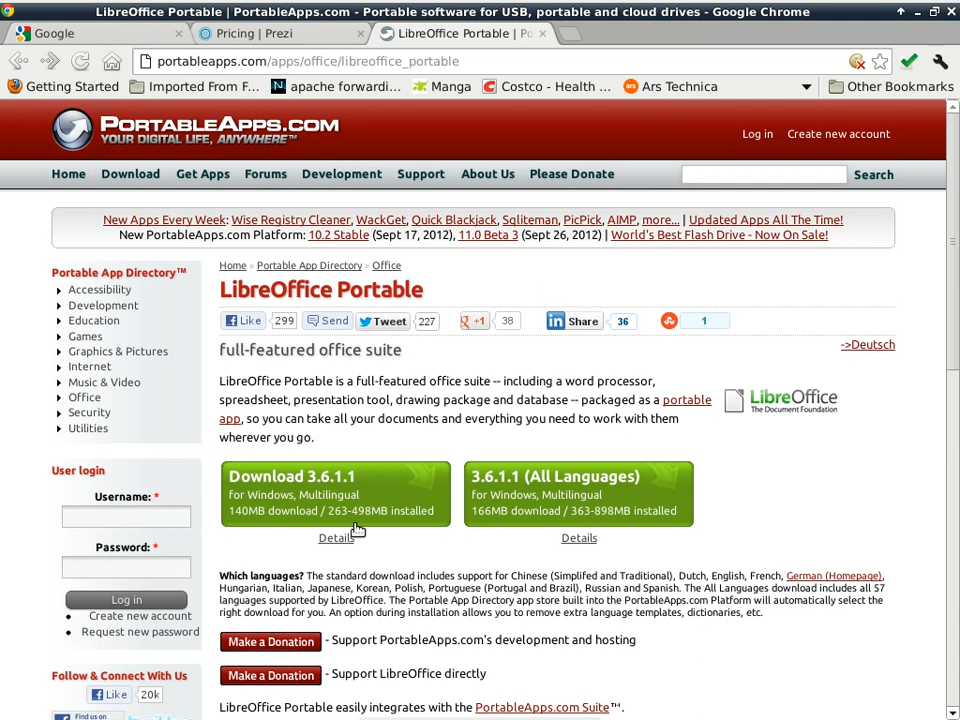 LibreOffice Portable | PortableApps.com - Portable software for USB, portable and cloud drives - Google Chrome
Google
Pricing | Prezi
LibreOffice Portable | Po
portableapps.com/apps/office/libreoffice_portable
Getting Started
Imported From F...
apache forwardi...
Manga
Costco - Health ...
Ars Technica
Other Bookmarks
PORTABLEAPPS.COM
YOUR DIGITAL LIFE, ANYWHERE™
Log in Create new account
Home Download Get Apps Forums Development Support About Us Please Donate Search
New Apps Every Week: Wise Registry Cleaner, WackGet, Quick Blackjack, Sqliteman, PicPick, AIMP, more... | Updated Apps All The Time!
New PortableApps.com Platform: 10.2 Stable (Sept 17, 2012), 11.0 Beta 3 (Sept 26, 2012) | World's Best Flash Drive - Now On Sale!
Portable App Directory™
Accessibility
Development
Education
Games
Graphics & Pictures
Internet
Music & Video
Office
Security
Utilities
User login
Username: *
Password: *
Log in
Create new account
Request new password
Follow & Connect With Us
Like 20k
Find us on
Home » Portable App Directory » Office
LibreOffice Portable
Like 299 Send Tweet 227 +1 38 in Share 36 1
full-featured office suite
->Deutsch
LibreOffice Portable is a full-featured office suite -- including a word processor,
spreadsheet, presentation tool, drawing package and database -- packaged as a portable
app, so you can take all your documents and everything you need to work with them
wherever you go.
LibreOffice
The Document Foundation
Download 3.6.1.1
for Windows, Multilingual
140MB download / 263-498MB installed
Details
3.6.1.1 (All Languages)
for Windows, Multilingual
166MB download / 363-898MB installed
Details
Which languages? The standard download includes support for Chinese (Simplifed and Traditional), Dutch, English, French, German (Homepage),
Hungarian, Italian, Japanese, Korean, Polish, Portuguese (Portugal and Brazil), Russian and Spanish. The All Languages download includes all 57
languages supported by LibreOffice. The Portable App Directory app store built into the PortableApps.com Platform will automatically select the
right download for you. An option during installation allows you to remove extra language templates, dictionaries, etc.
Make a Donation - Support PortableApps.com's development and hosting
Make a Donation - Support LibreOffice directly
LibreOffice Portable easily integrates with the PortableApps.com Suite™.